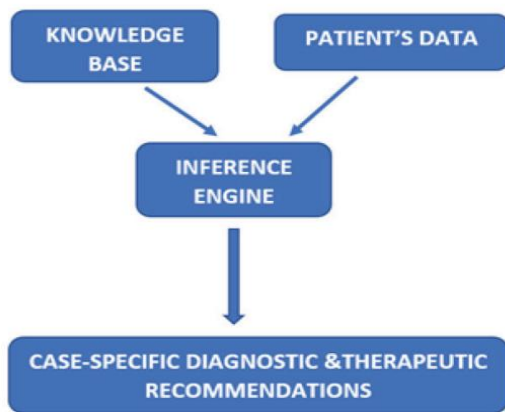 KNOWLEDGE
BASE
PATIENT'S DATA
INFERENCE
ENGINE
CASE-SPECIFIC DIAGNOSTIC &THERAPEUTIC
RECOMMENDATIONS